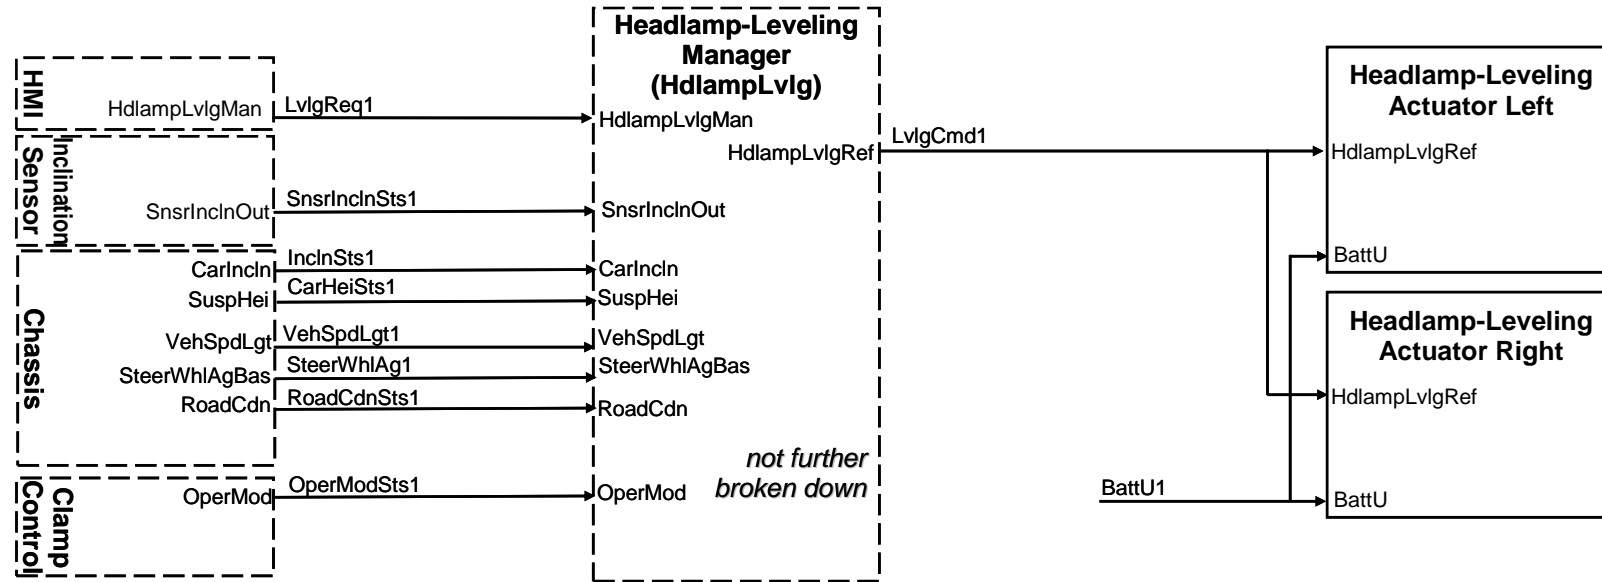 HMI
HdlampLvlgMan
LvlgReq1
Inclination
Sensor
SnsrInclnOut
SnsrInclnSts1
Chassis
CarIncln
InclnSts1
SuspHei
CarHeiSts1
VehSpdLgt
VehSpdLgt1
SteerWhlAgBas
SteerWhlAg1
RoadCdn
RoadCdnSts1
Clamp
Control
OperMod
OperModSts1
Headlamp-Leveling
Manager
(HdlampLvlg)
HdlampLvlgMan
HdlampLvlgRef
SnsrInclnOut
CarIncln
SuspHei
VehSpdLgt
SteerWhlAgBas
RoadCdn
not further
broken down
OperMod
LvlgCmd1
BattU1
Headlamp-Leveling
Actuator Left
HdlampLvlgRef
BattU
Headlamp-Leveling
Actuator Right
HdlampLvlgRef
BattU